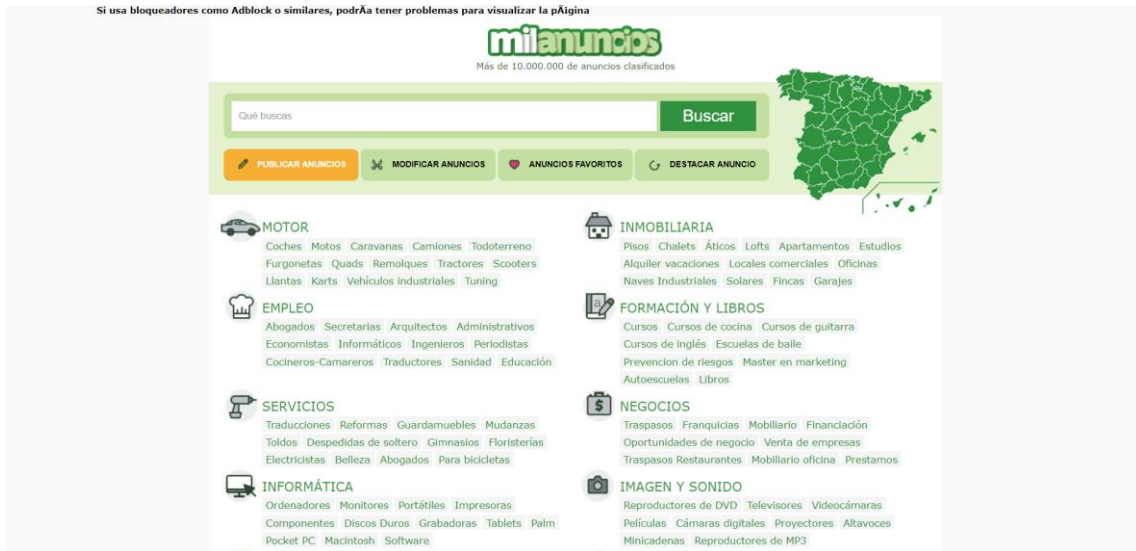 Si usa bloqueadores como Adblock o similares, podrÃa tener problemas para visualizar la pÃigina
milanuncios
Más de 10.000.000 de anuncios clasificados
Qué buscas
Buscar
PUBLICAR ANUNCIOS
MODIFICAR ANUNCIOS
ANUNCIOS FAVORITOS
DESTACAR ANUNCIO
MOTOR
Coches Motos Caravanas Camiones Todoterreno
Furgonetas Quads Remolques Tractores Scooters
Llantas Karts Vehículos industriales Tuning
INMOBILIARIA
Pisos Chalets Áticos Lofts Apartamentos Estudios
Alquiler vacaciones Locales comerciales Oficinas
Naves Industriales Solares Fincas Garajes
EMPLEO
Abogados Secretarias Arquitectos Administrativos
Economistas Informáticos Ingenieros Periodistas
Cocineros-Camareros Traductores Sanidad Educación
FORMACIÓN Y LIBROS
Cursos Cursos de cocina Cursos de guitarra
Cursos de inglés Escuelas de baile
Prevencion de riesgos Master en marketing
Autoescuelas Libros
SERVICIOS
Traducciones Reformas Guardamuebles Mudanzas
Toldos Despedidas de soltero Gimnasios Floristerías
Electricistas Belleza Abogados Para bicicletas
NEGOCIOS
Traspasos Franquicias Mobiliario Financiación
Oportunidades de negocio Venta de empresas
Traspasos Restaurantes Mobiliario oficina Prestamos
INFORMÁTICA
Ordenadores Monitores Portátiles Impresoras
Componentes Discos Duros Grabadoras Tablets Palm
Pocket PC Macintosh Software
IMAGEN Y SONIDO
Reproductores de DVD Televisores Videocámaras
Películas Cámaras digitales Proyectores Altavoces
Minicadenas Reproductores de MP3